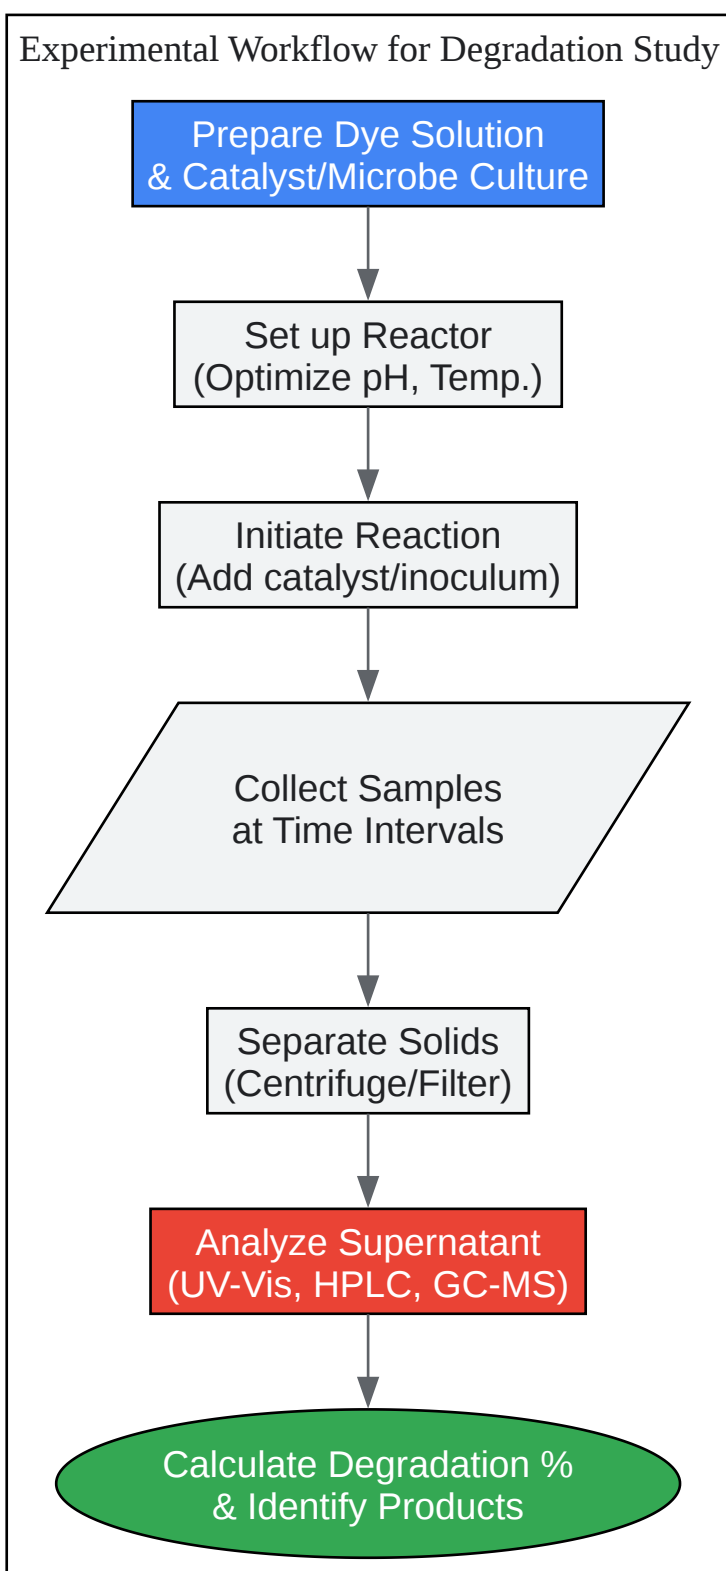 Experimental Workflow for Degradation Study
Prepare Dye Solution
& Catalyst/Microbe Culture
Set up Reactor
(Optimize pH, Temp.)
Initiate Reaction
(Add catalyst/inoculum)
Collect Samples
at Time Intervals
Separate Solids
(Centrifuge/Filter)
Analyze Supernatant
(UV-Vis, HPLC, GC-MS)
Calculate Degradation %
& Identify Products